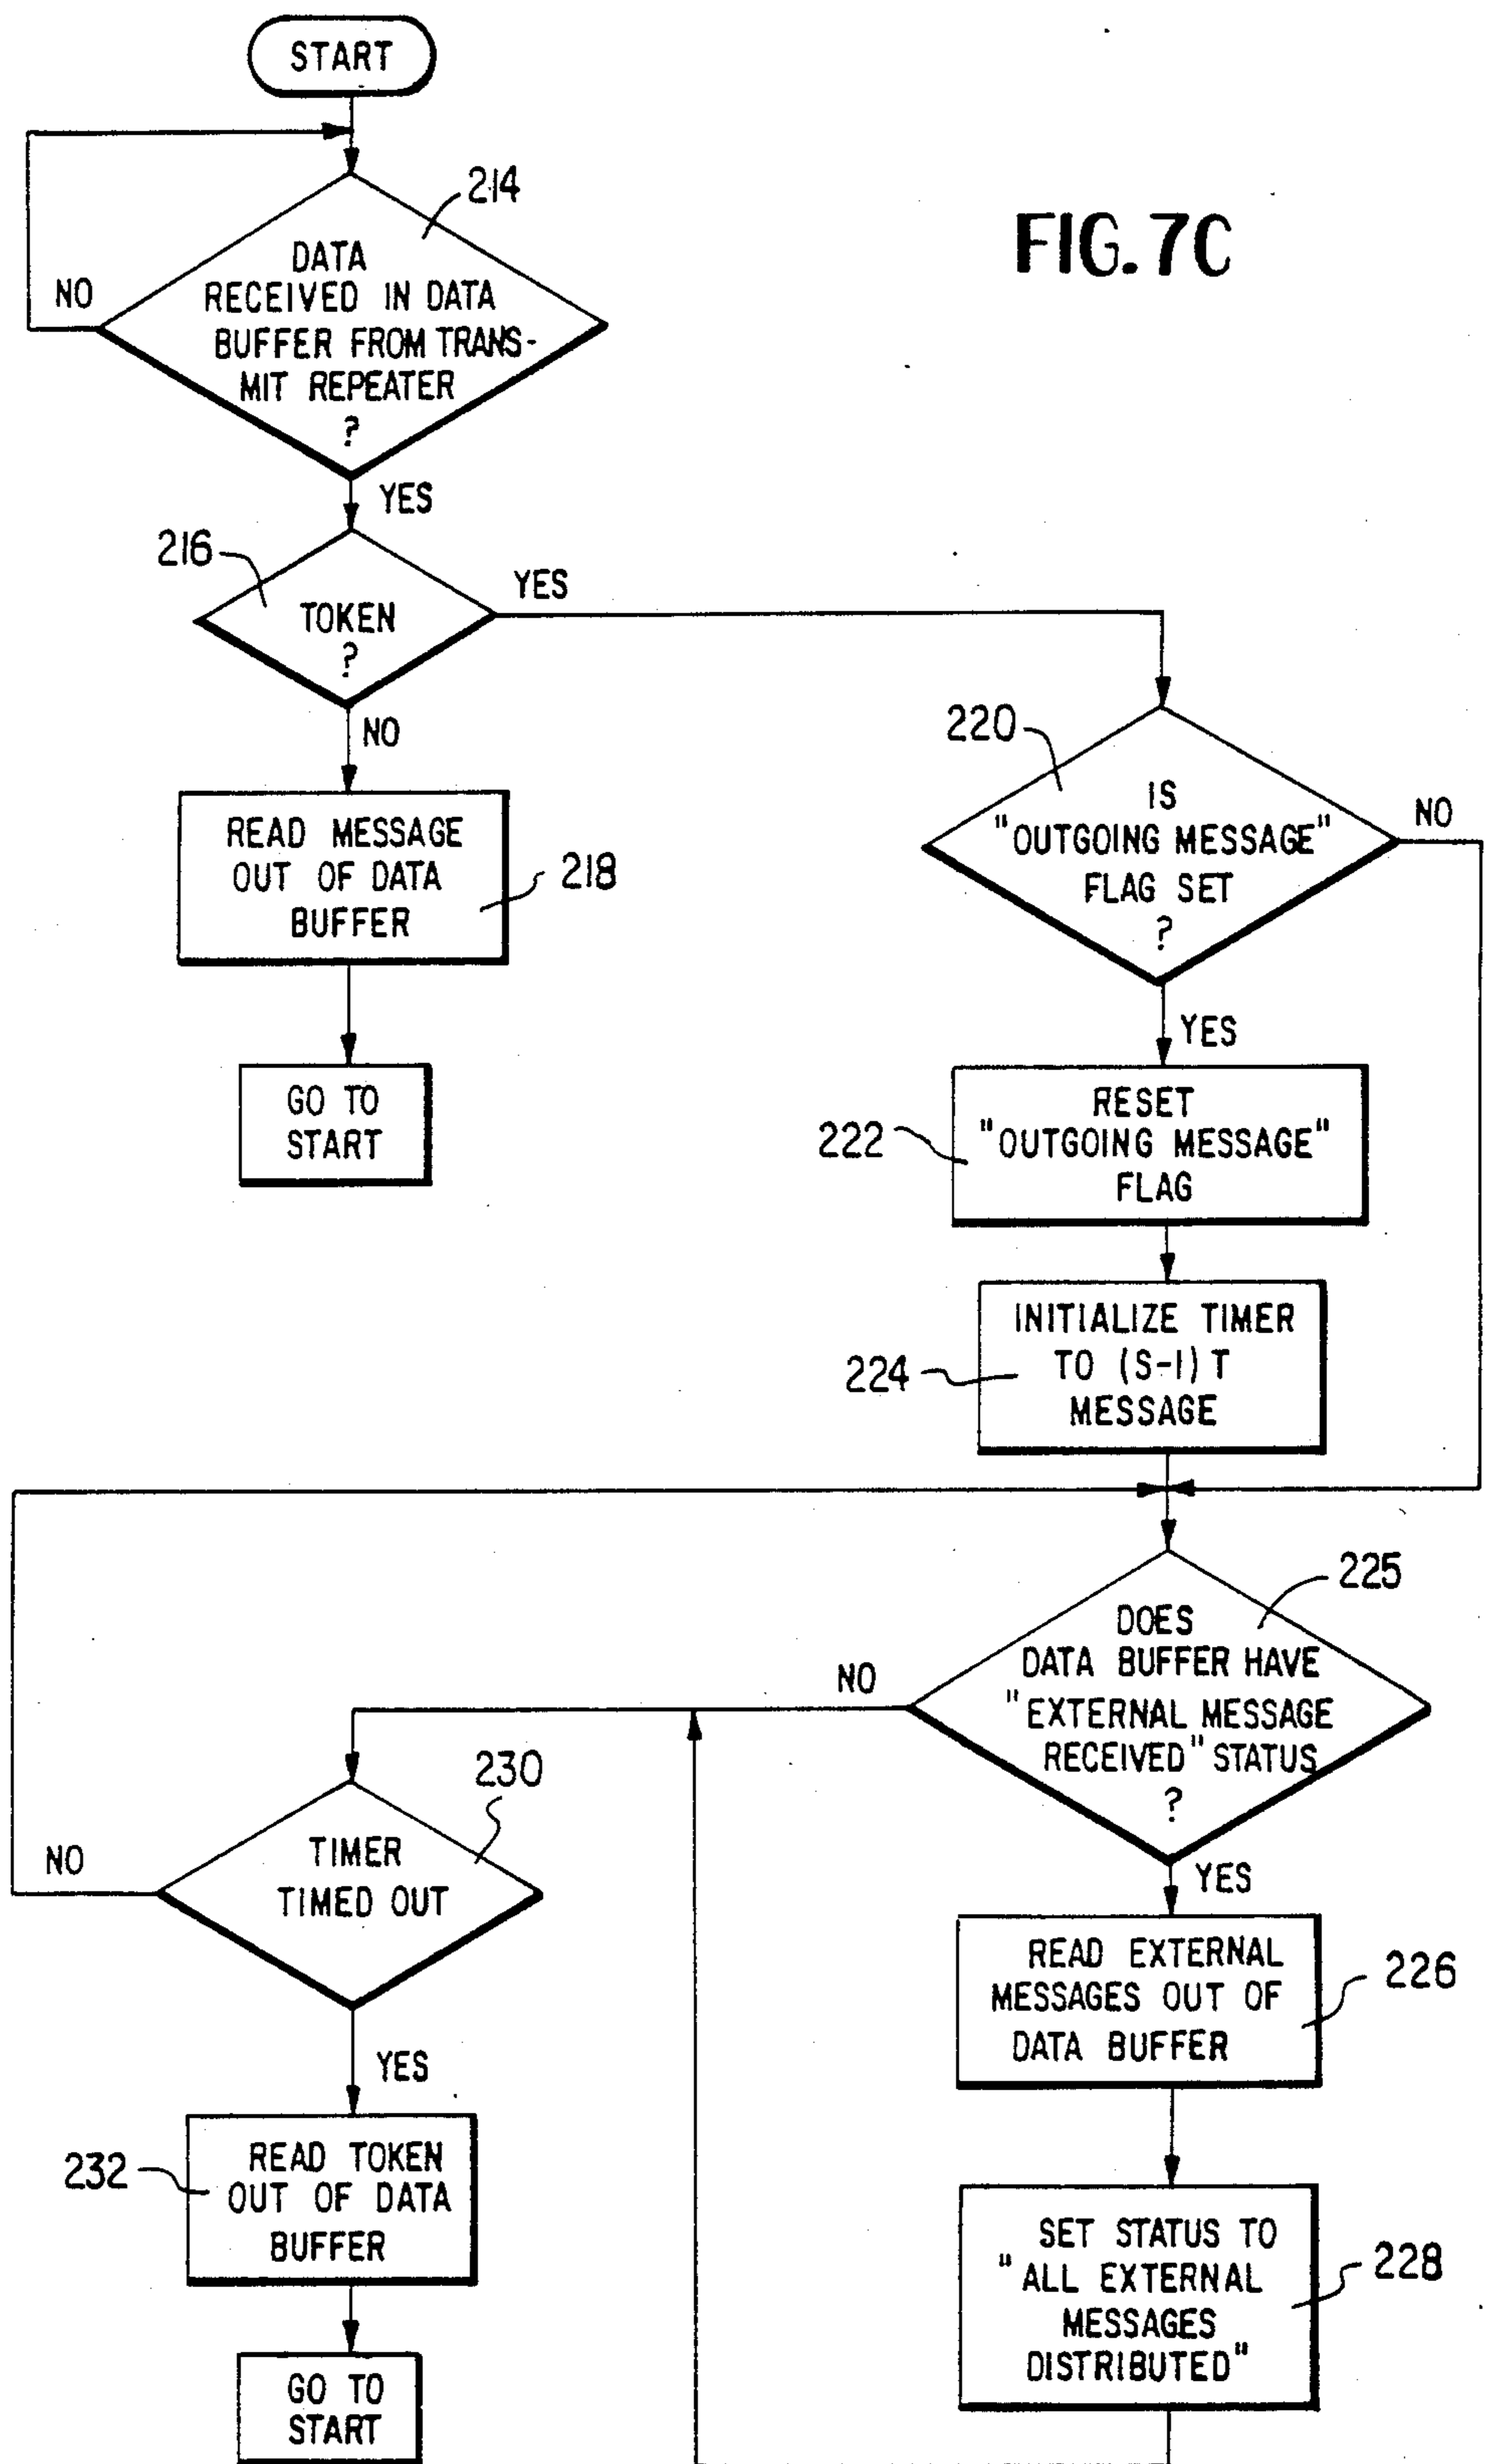 START
FIG. 7C
214
DATA
RECEIVED IN DATA
BUFFER FROM TRANS-
MIT REPEATER
?
NO
YES
216
TOKEN
?
YES
NO
READ MESSAGE
OUT OF DATA
BUFFER
218
GO TO
START
220
IS
"OUTGOING MESSAGE"
FLAG SET
?
NO
YES
RESET
"OUTGOING MESSAGE"
FLAG
222
INITIALIZE TIMER
TO (S-1) T
MESSAGE
224
225
DOES
DATA BUFFER HAVE
"EXTERNAL MESSAGE
RECEIVED" STATUS
?
NO
YES
230
TIMER
TIMED OUT
NO
YES
READ EXTERNAL
MESSAGES OUT OF
DATA BUFFER
226
232
READ TOKEN
OUT OF DATA
BUFFER
SET STATUS TO
"ALL EXTERNAL
MESSAGES
DISTRIBUTED"
228
GO TO
START